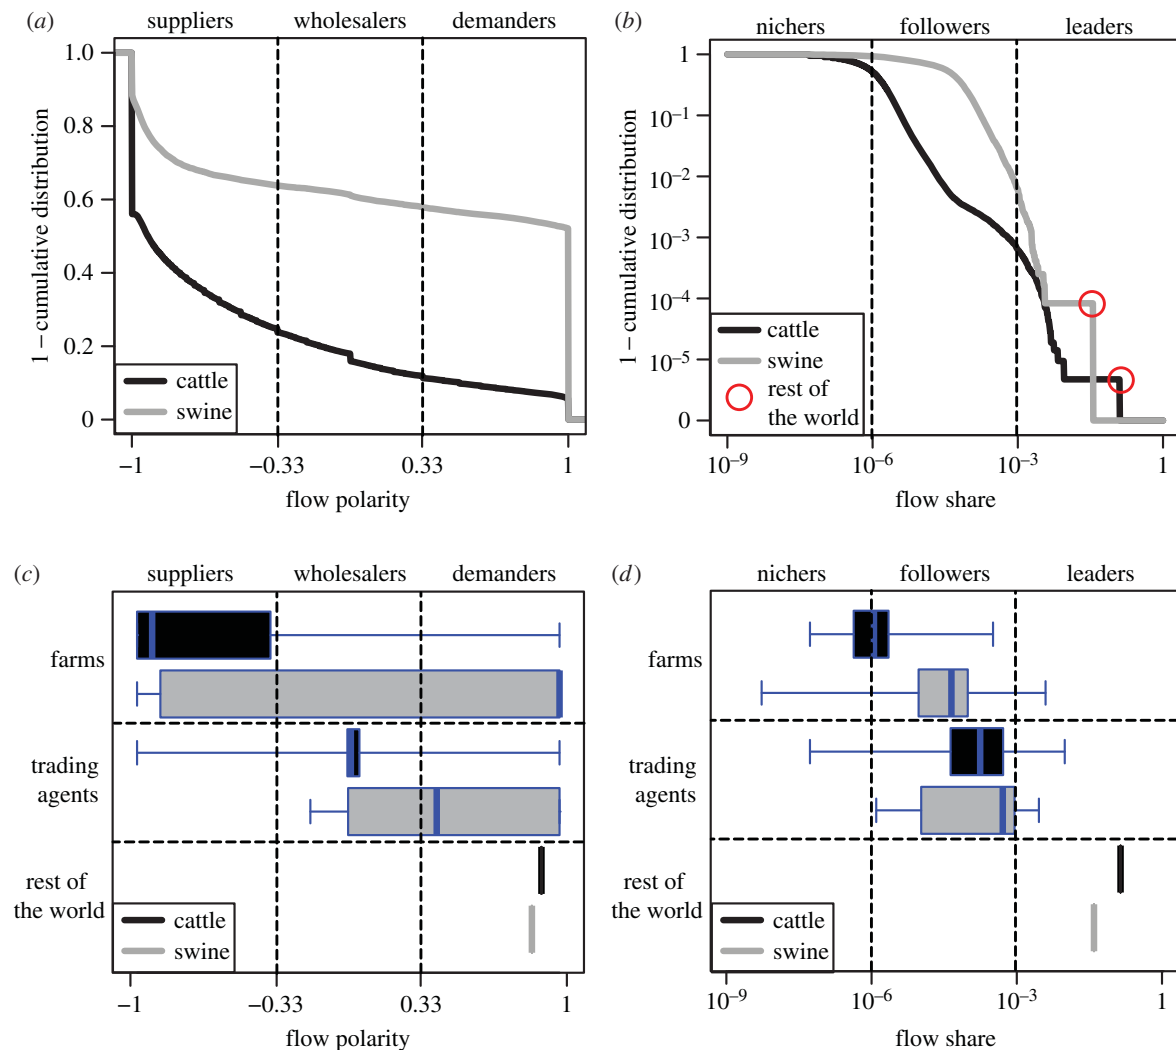 (a)
suppliers wholesalers demanders
1.0
0.8
0.6
0.4
0.2
0
1 – cumulative distribution
cattle
swine
−1 −0.33 0.33 1
flow polarity
(b)
nichers followers leaders
1
10⁻¹
10⁻²
10⁻³
10⁻⁴
10⁻⁵
0
1 – cumulative distribution
cattle
swine
rest of
the world
10⁻⁹ 10⁻⁶ 10⁻³ 1
flow share
(c)
suppliers wholesalers demanders
farms
trading
agents
rest of
the world
cattle
swine
−1 −0.33 0.33 1
flow polarity
(d)
nichers followers leaders
farms
trading
agents
rest of
the world
cattle
swine
10⁻⁹ 10⁻⁶ 10⁻³ 1
flow share